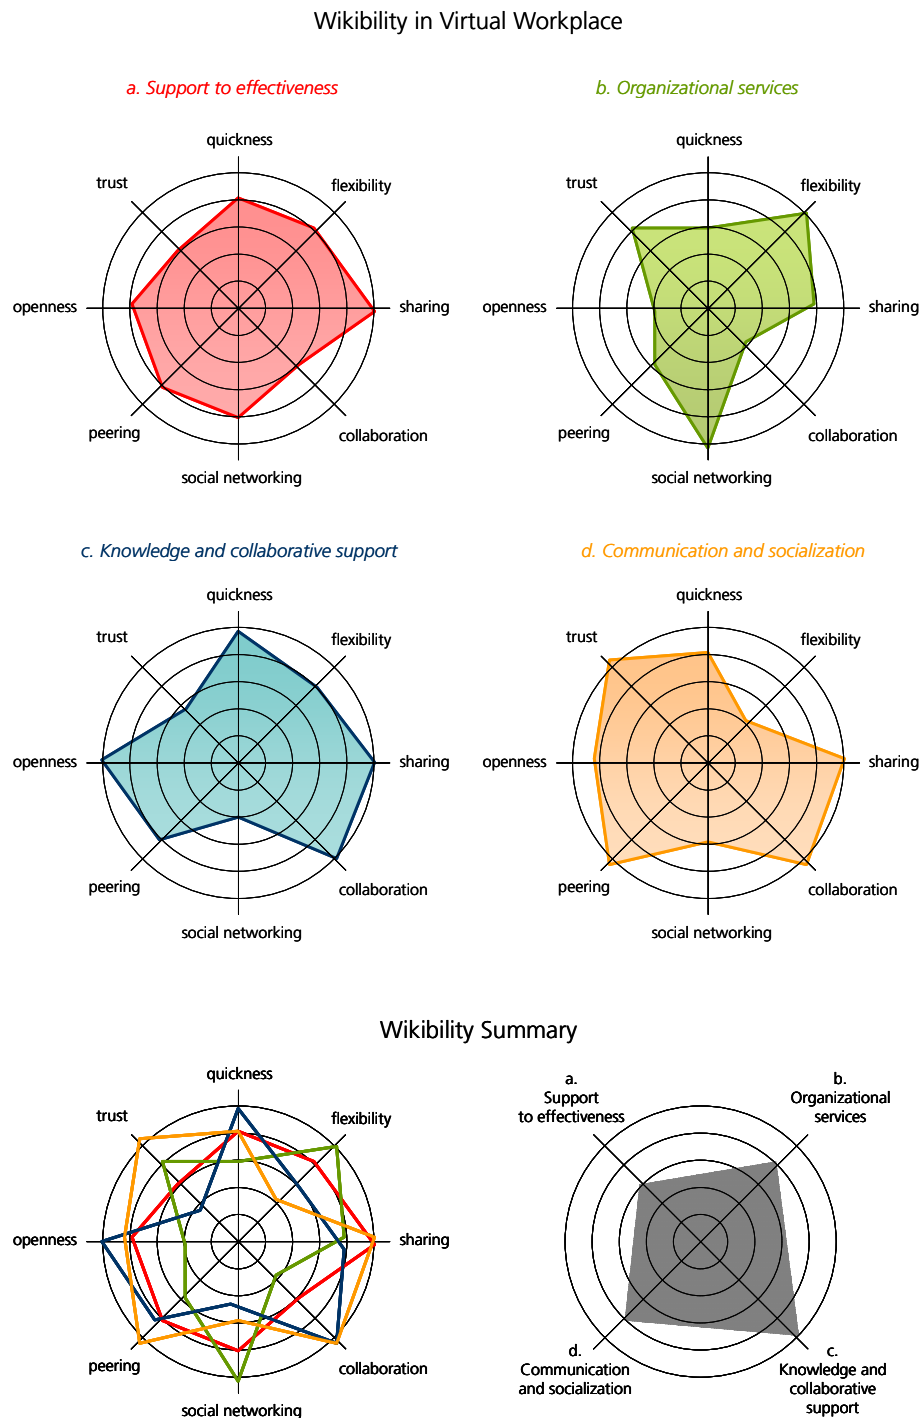 Wikibility in Virtual Workplace
a. Support to effectiveness
b. Organizational services
quickness
quickness
trust
flexibility
trust
flexibility
openness
sharing
openness
sharing
peering
collaboration
peering
collaboration
social networking
social networking
c. Knowledge and collaborative support
d. Communication and socialization
quickness
quickness
trust
flexibility
trust
flexibility
openness
sharing
openness
sharing
peering
collaboration
peering
collaboration
social networking
social networking
Wikibility Summary
quickness
trust
flexibility
openness
sharing
peering
collaboration
social networking
a.
Support
to effectiveness
b.
Organizational
services
d.
Communication
and socialization
c.
Knowledge and
collaborative
support